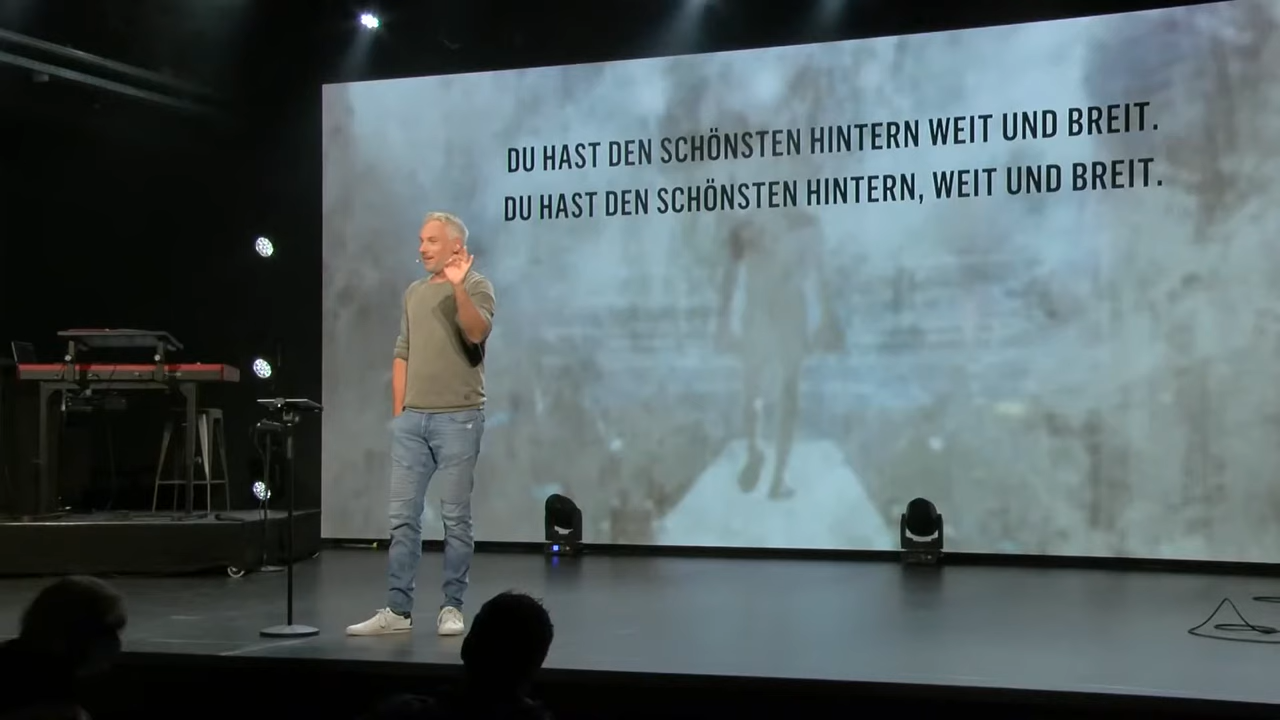 DU HAST DEN SCHÖNSTEN HINTERN WEIT UND BREIT.
DU HAST DEN SCHÖNSTEN HINTERN, WEIT UND BREIT.